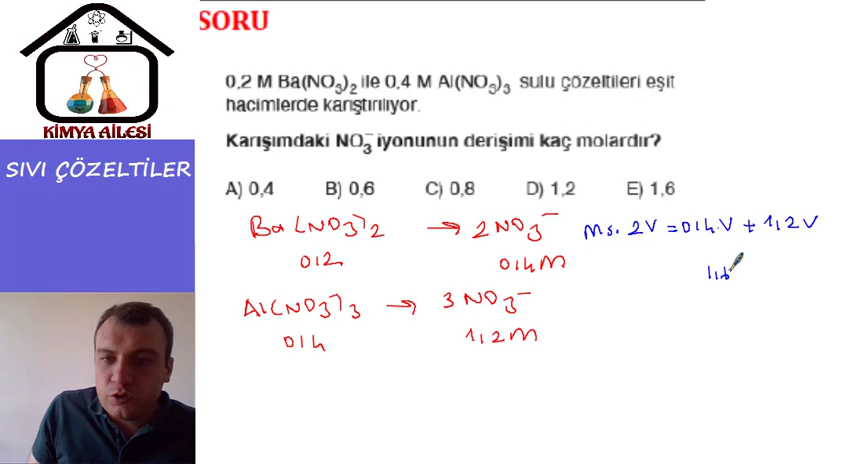 SORU
KİMYA AİLESİ
SIVI ÇÖZELTİLER
0,2 M Ba(NO₃)₂ ile 0,4 M Al(NO₃)₃ sulu çözeltileri eşit
hacimlerde karıştırılıyor.
Karışımdaki NO₃⁻ iyonunun derişimi kaç molardır?
A) 0,4 B) 0,6 C) 0,8 D) 1,2 E) 1,6
Ba(NO₃)₂ → 2NO₃⁻
0,2 0,4M
Al(NO₃)₃ → 3NO₃⁻
0,4 1,2M
Ms. 2V = 0,4.V + 1,2V